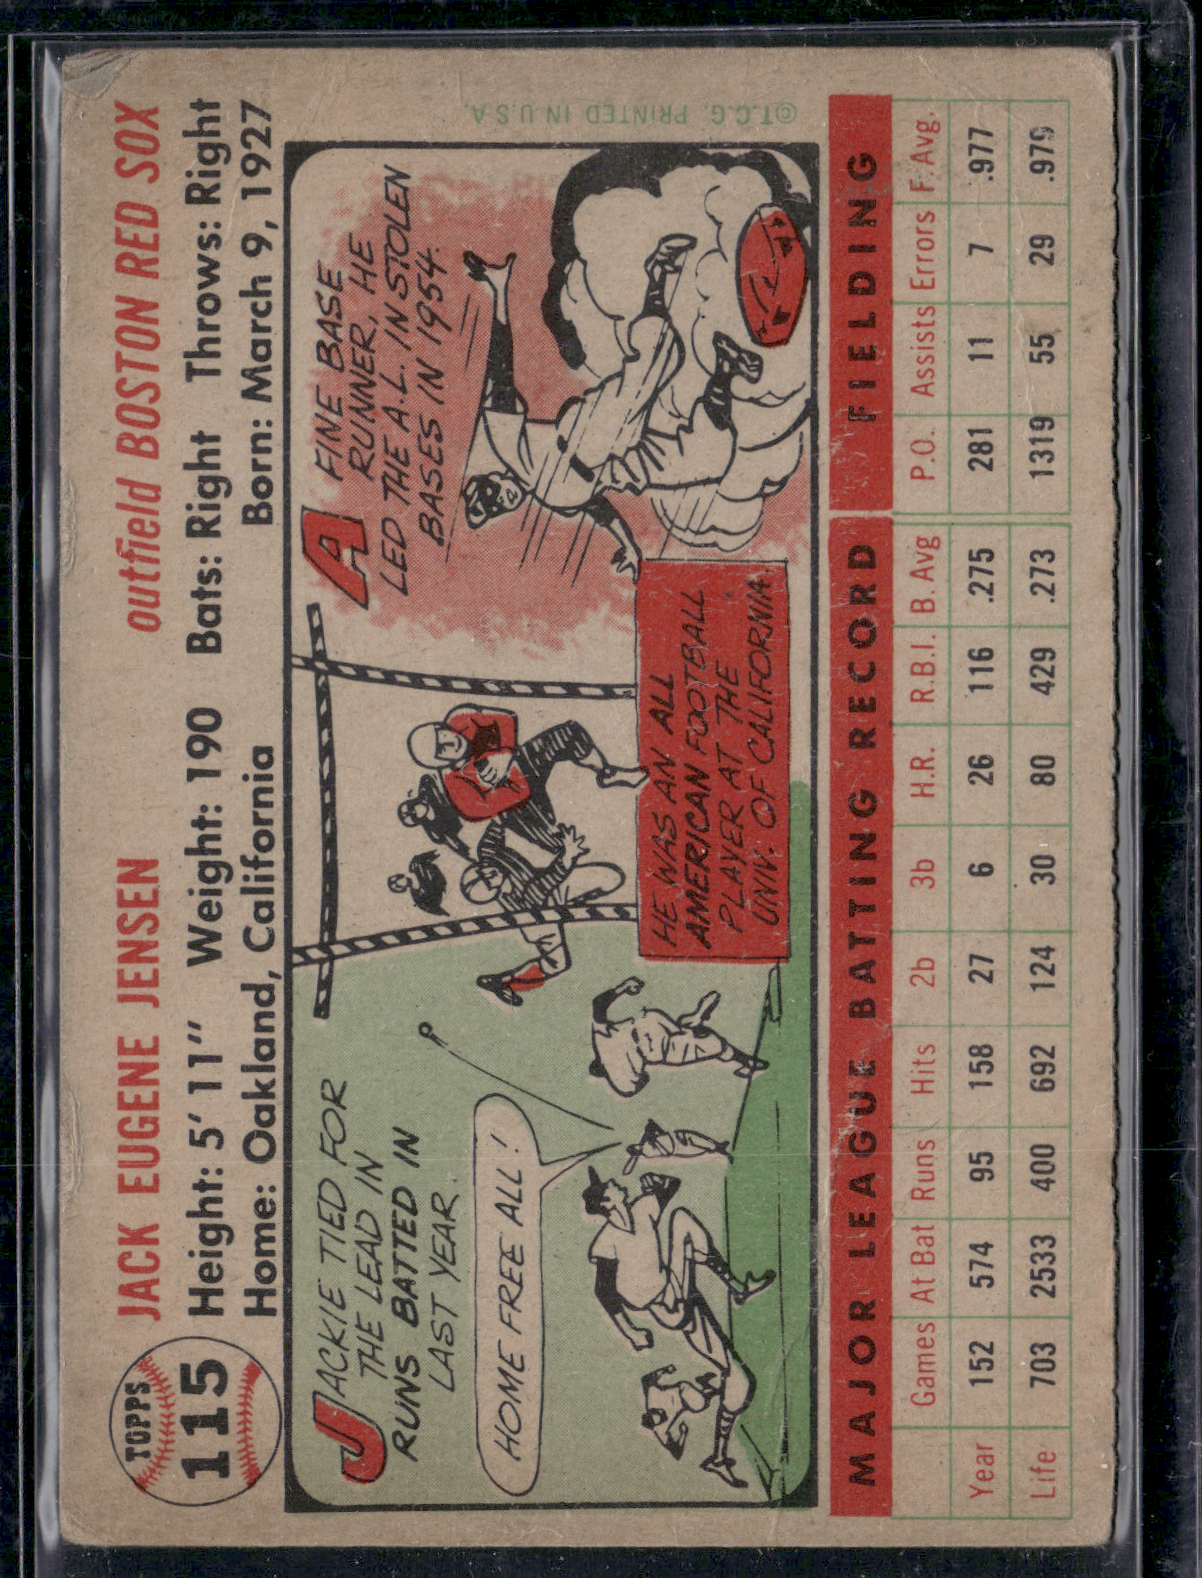 TOPPS
115
JACK EUGENE JENSEN outfield BOSTON RED SOX
Height: 5' 11" Weight: 190 Bats: Right Throws: Right
Home: Oakland, California Born: March 9, 1927
JACKIE TIED FOR
THE LEAD IN
RUNS BATTED IN
LAST YEAR.
HOME FREE ALL!
HE WAS AN ALL
AMERICAN FOOTBALL
PLAYER AT THE
UNIV. OF CALIFORNIA.
A FINE BASE
RUNNER, HE
LED THE A.L. IN STOLEN
BASES IN 1954.
MAJOR LEAGUE BATTING RECORD FIELDING
Games At Bat Runs Hits 2b 3b H.R. R.B.I. B. Avg P.O. Assists Errors F. Avg.
Year 152 574 95 158 27 6 26 116 .275 281 11 7 .977
Life 703 2533 400 692 124 30 80 429 .273 1319 55 29 .979
©T.C.G. PRINTED IN U.S.A.